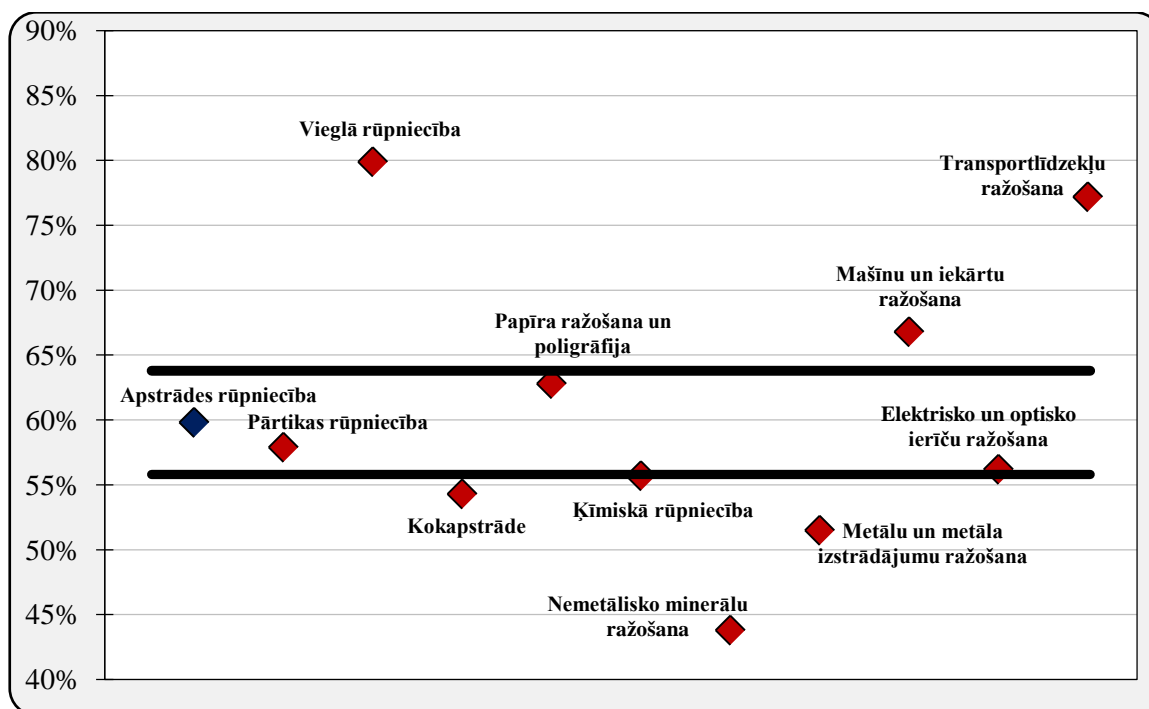 90%
85%
80%
75%
70%
65%
60%
55%
50%
45%
40%
Vieglā rūpniecība
Transportlīdzekļu
ražošana
Mašīnu un iekārtu
ražošana
Papīra ražošana un
poligrāfija
Apstrādes rūpniecība
Pārtikas rūpniecība
Elektrisko un optisko
ierīču ražošana
Kokapstrāde
Ķīmiskā rūpniecība
Metālu un metāla
izstrādājumu ražošana
Nemetālisko minerālu
ražošana